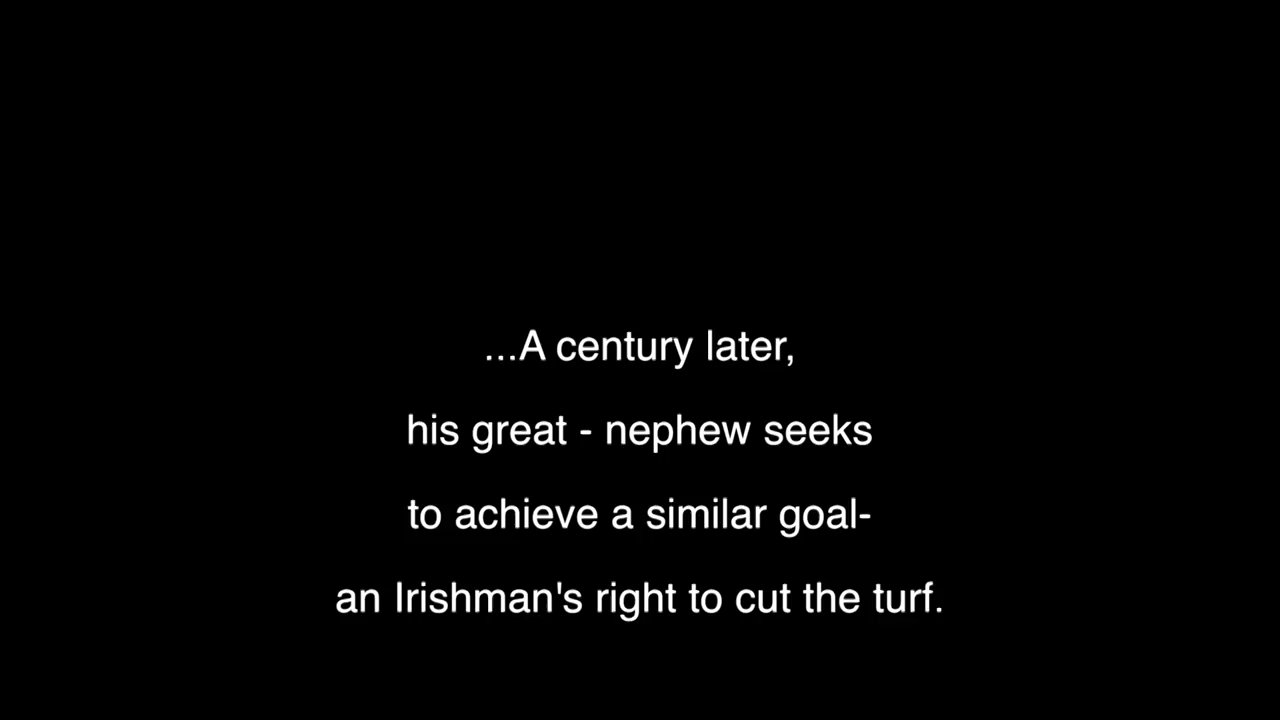 ...A century later,
his great - nephew seeks
to achieve a similar goal-
an Irishman's right to cut the turf.